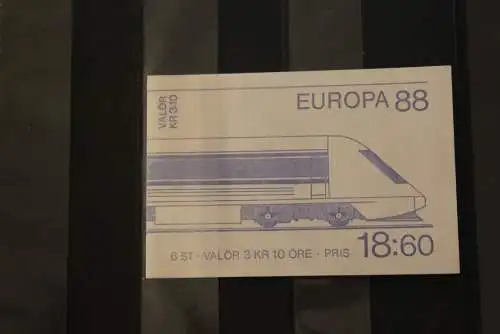 EUROPA 88
VALÖR
KR 3:10
6 ST · VALÖR 3 KR 10 ÖRE · PRIS 18:60